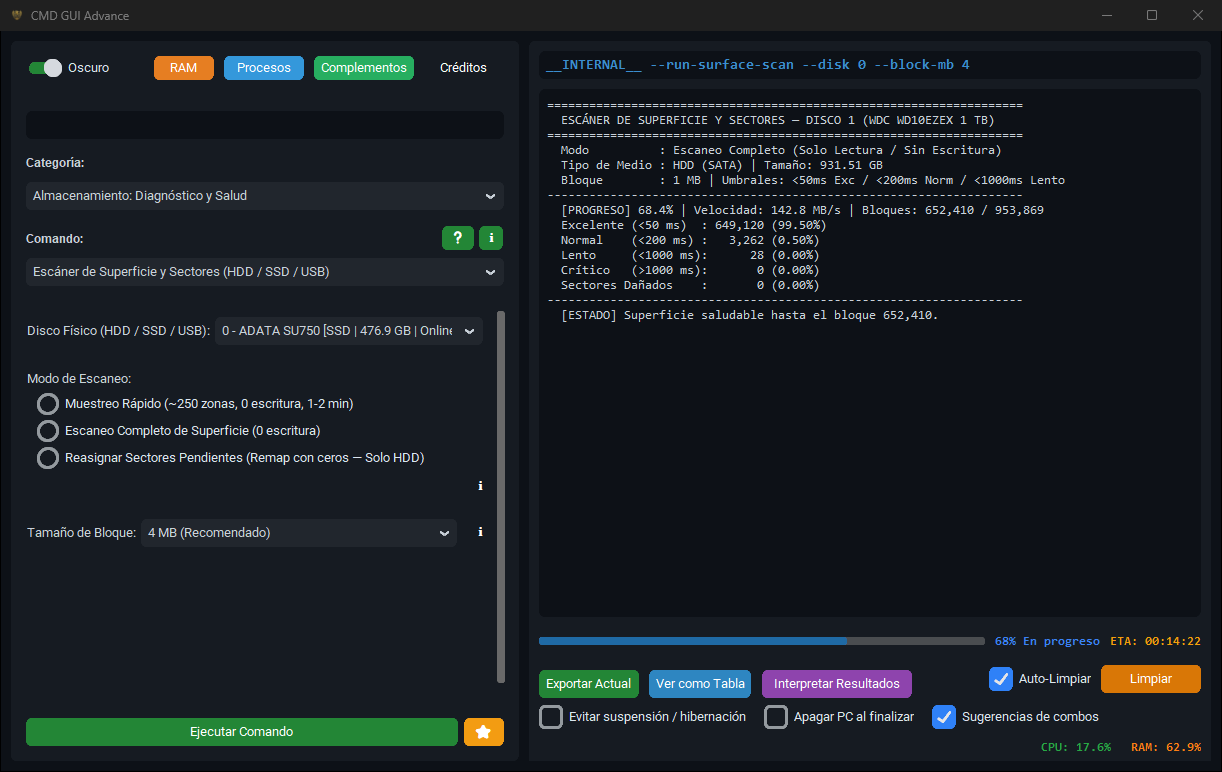 CMD GUI Advance
Oscuro
RAM
Procesos
Complementos
Créditos
Categoría:
Almacenamiento: Diagnóstico y Salud
Comando:
?
i
Escáner de Superficie y Sectores (HDD / SSD / USB)
Disco Físico (HDD / SSD / USB): 0 - ADATA SU750 [SSD | 476.9 GB | Online
Modo de Escaneo:
Muestreo Rápido (~250 zonas, 0 escritura, 1-2 min)
Escaneo Completo de Superficie (0 escritura)
Reasignar Sectores Pendientes (Remap con ceros — Solo HDD)
i
Tamaño de Bloque: 4 MB (Recomendado)
i
Ejecutar Comando
__INTERNAL__ --run-surface-scan --disk 0 --block-mb 4
====================================================================
ESCÁNER DE SUPERFICIE Y SECTORES — DISCO 1 (WDC WD10EZEX 1 TB)
====================================================================
Modo          : Escaneo Completo (Solo Lectura / Sin Escritura)
Tipo de Medio : HDD (SATA) | Tamaño: 931.51 GB
Bloque        : 1 MB | Umbrales: <50ms Exc / <200ms Norm / <1000ms Lento
--------------------------------------------------------------------
[PROGRESO] 68.4% | Velocidad: 142.8 MB/s | Bloques: 652,410 / 953,869
Excelente (<50 ms)  : 649,120 (99.50%)
Normal    (<200 ms) :   3,262 (0.50%)
Lento     (<1000 ms):      28 (0.00%)
Crítico   (>1000 ms):       0 (0.00%)
Sectores Dañados    :       0 (0.00%)
--------------------------------------------------------------------
[ESTADO] Superficie saludable hasta el bloque 652,410.
68% En progreso
ETA: 00:14:22
Exportar Actual
Ver como Tabla
Interpretar Resultados
Auto-Limpiar
Limpiar
Evitar suspensión / hibernación
Apagar PC al finalizar
Sugerencias de combos
CPU: 17.6%
RAM: 62.9%